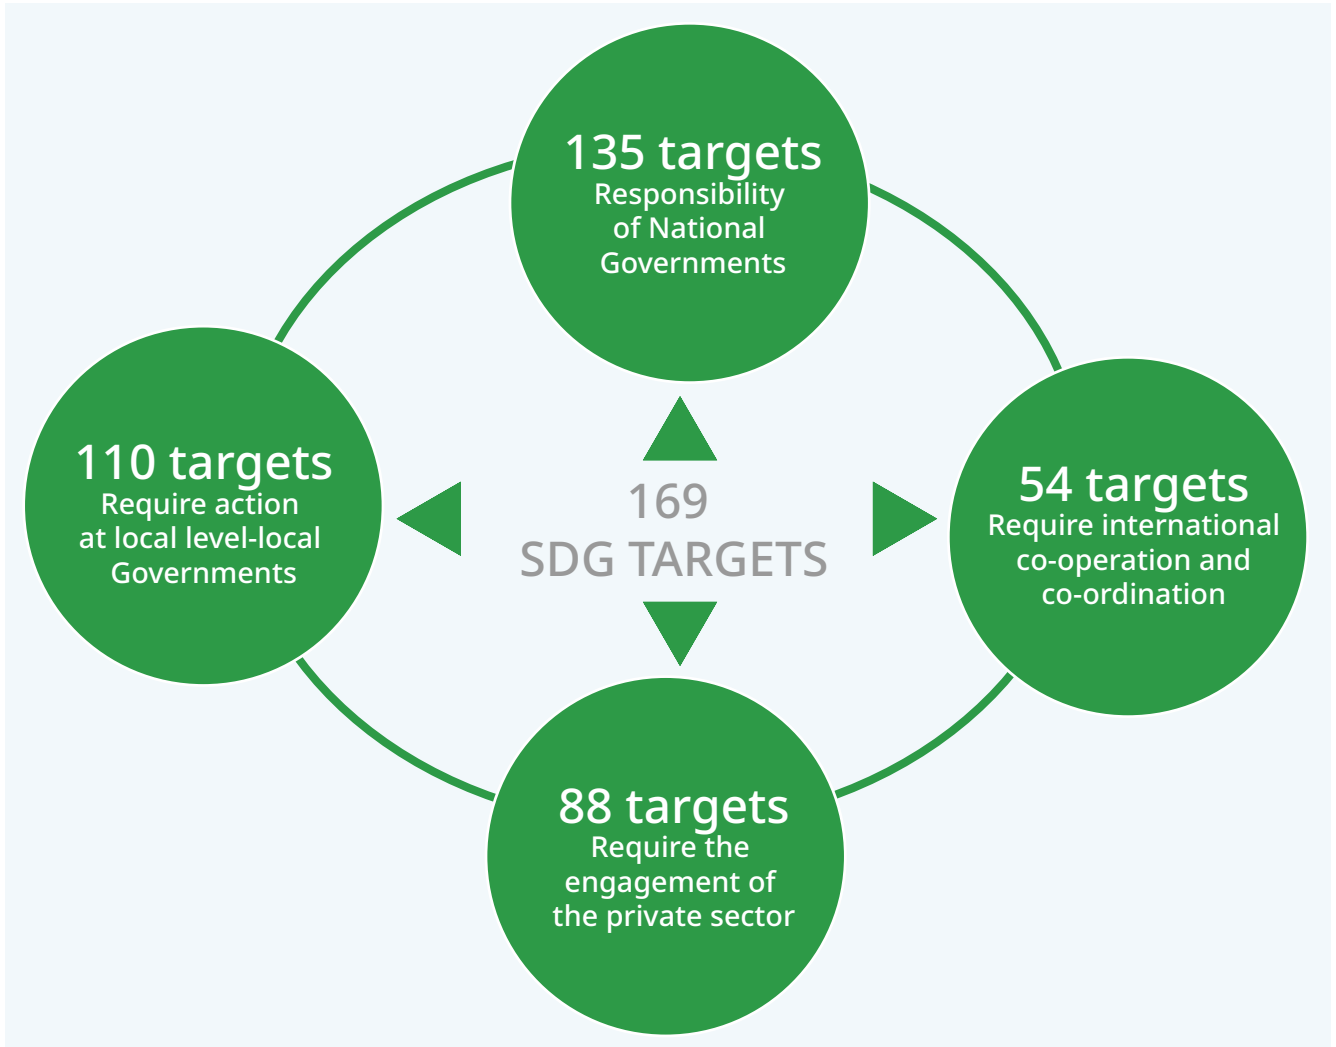 135 targets
Responsibility
of National
Governments
110 targets
Require action
at local level-local
Governments
169
SDG TARGETS
54 targets
Require international
co-operation and
co-ordination
88 targets
Require the
engagement of
the private sector